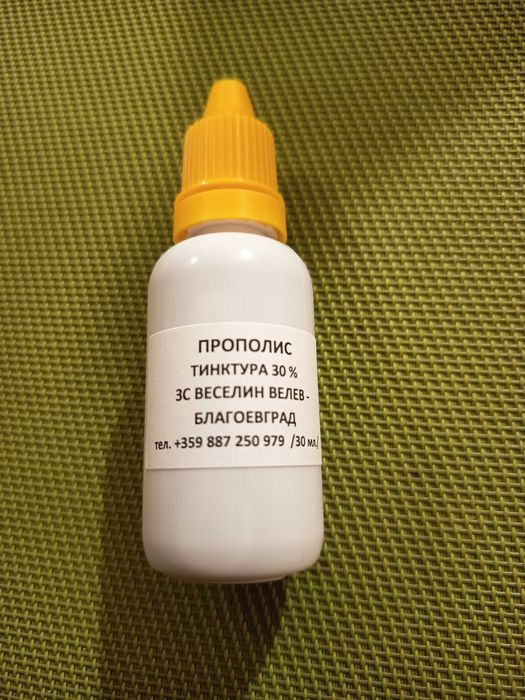 ПРОПОЛИС
ТИНКТУРА 30 %
ЗС ВЕСЕЛИН ВЕЛЕВ -
БЛАГОЕВГРАД
тел. +359 887 250 979 /30 мл./